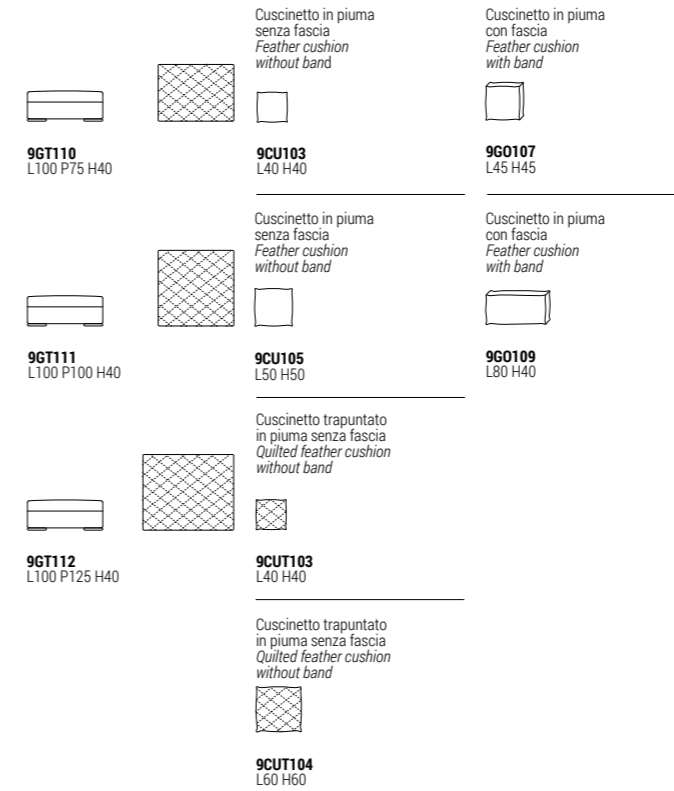 Cuscinetto in piuma
senza fascia
Feather cushion
without band
9CU103
L40 H40
Cuscinetto in piuma
con fascia
Feather cushion
with band
9GO107
L45 H45
9GT110
L100 P75 H40
Cuscinetto in piuma
senza fascia
Feather cushion
without band
9CU105
L50 H50
Cuscinetto in piuma
con fascia
Feather cushion
with band
9GO109
L80 H40
9GT111
L100 P100 H40
Cuscinetto trapuntato
in piuma senza fascia
Quilted feather cushion
without band
9CUT103
L40 H40
9GT112
L100 P125 H40
Cuscinetto trapuntato
in piuma senza fascia
Quilted feather cushion
without band
9CUT104
L60 H60